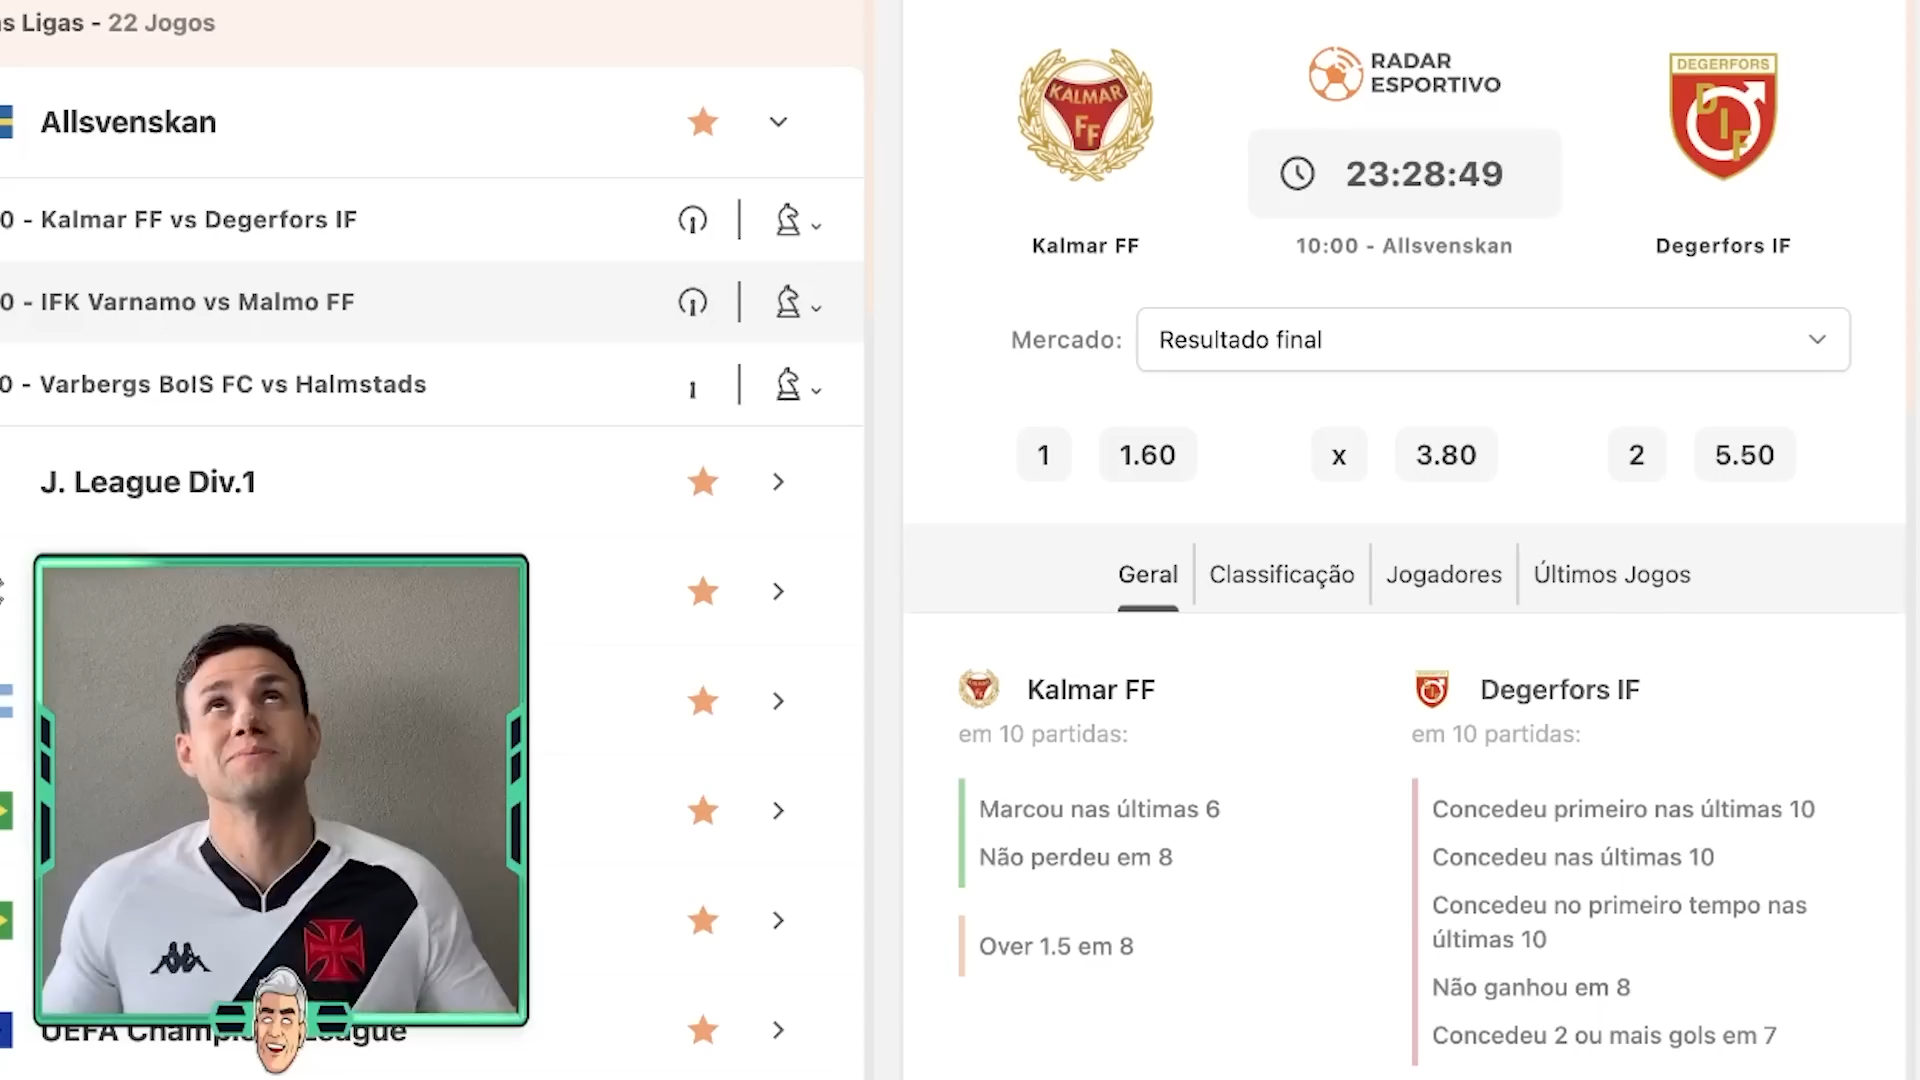 s Ligas - 22 Jogos
Allsvenskan
0 - Kalmar FF vs Degerfors IF
0 - IFK Varnamo vs Malmo FF
0 - Varbergs BoIS FC vs Halmstads
J. League Div.1
UEFA Champ
ague
KALMAR
FF
RADAR
ESPORTIVO
DEGERFORS
DIF
23:28:49
Kalmar FF
10:00 - Allsvenskan
Degerfors IF
Mercado:
Resultado final
1 1.60 x 3.80 2 5.50
Geral Classificação Jogadores Últimos Jogos
Kalmar FF
em 10 partidas:
Marcou nas últimas 6
Não perdeu em 8
Over 1.5 em 8
Degerfors IF
em 10 partidas:
Concedeu primeiro nas últimas 10
Concedeu nas últimas 10
Concedeu no primeiro tempo nas
últimas 10
Não ganhou em 8
Concedeu 2 ou mais gols em 7